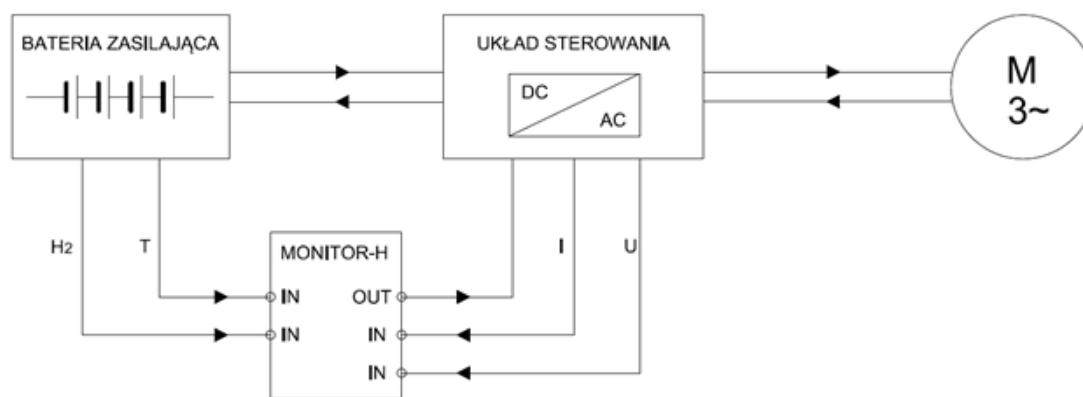 BATERIA ZASILAJĄCA
UKŁAD STEROWANIA
DC
AC
M
3~
H2
T
I
U
MONITOR-H
IN
OUT
IN
IN
IN